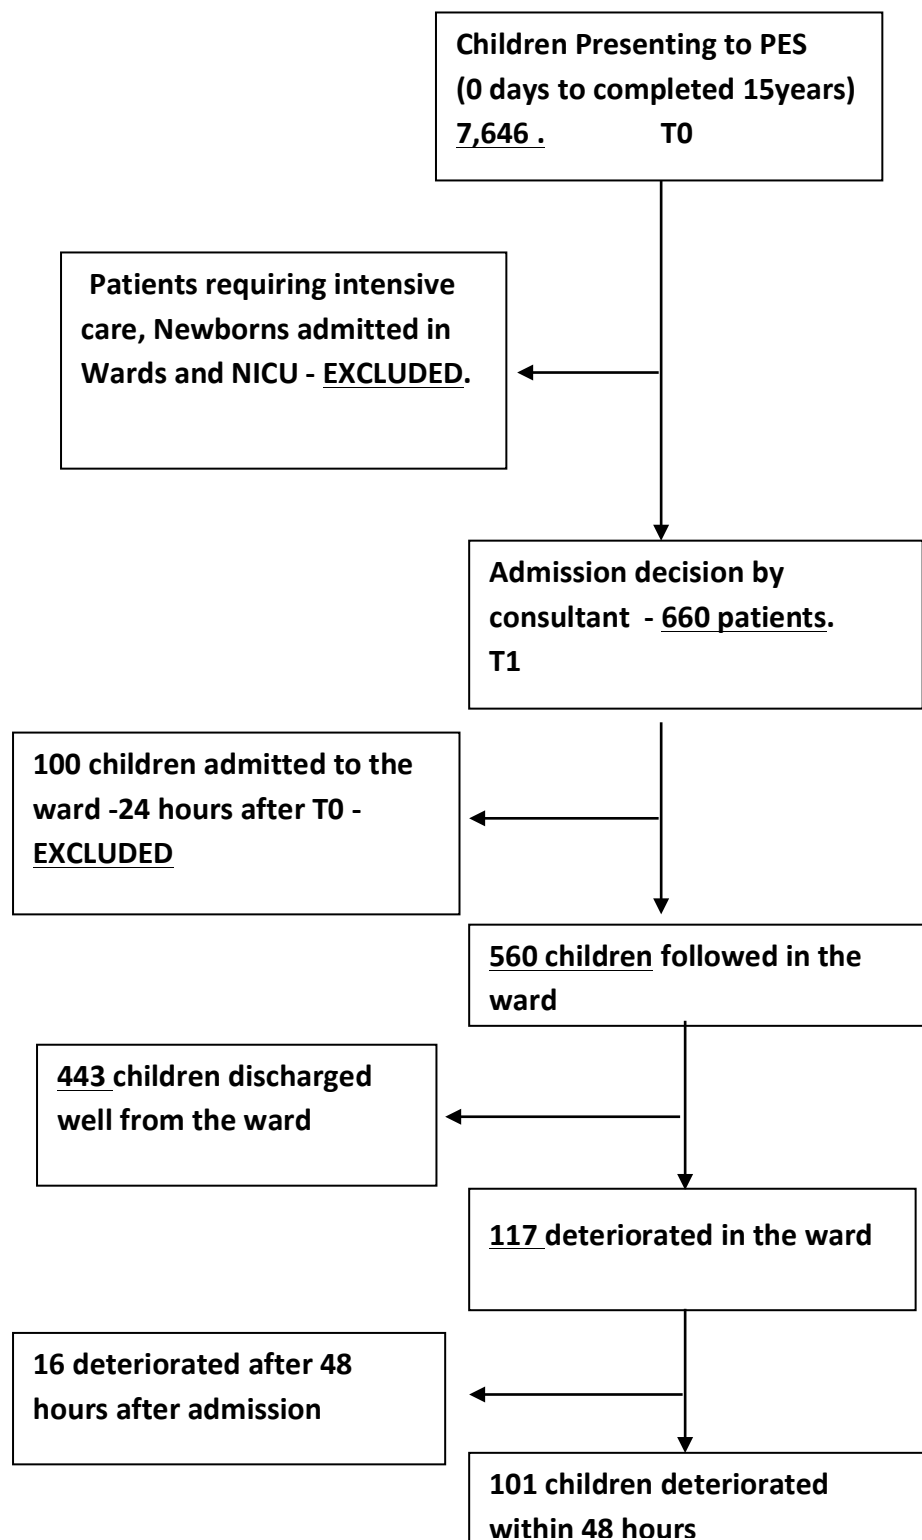 Children Presenting to PES
(0 days to completed 15years)
7,646 . T0
Patients requiring intensive
care, Newborns admitted in
Wards and NICU - EXCLUDED.
Admission decision by
consultant - 660 patients.
T1
100 children admitted to the
ward -24 hours after T0 -
EXCLUDED
560 children followed in the
ward
443 children discharged
well from the ward
117 deteriorated in the ward
16 deteriorated after 48
hours after admission
101 children deteriorated
within 48 hours